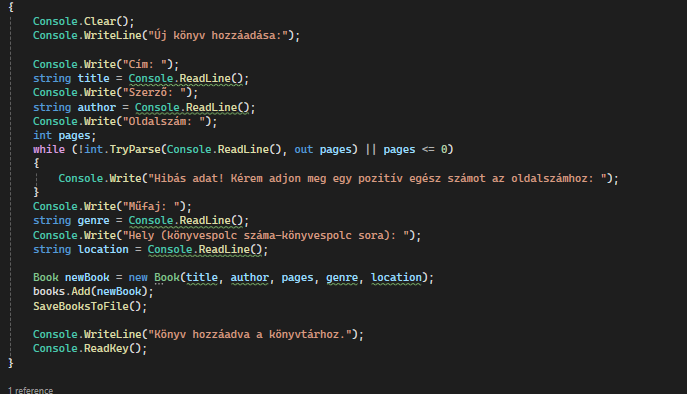 {
Console.Clear();
Console.WriteLine("Új könyv hozzáadása:");
Console.Write("Cím: ");
string title = Console.ReadLine();
Console.Write("Szerző: ");
string author = Console.ReadLine();
Console.Write("Oldalszám: ");
int pages;
while (!int.TryParse(Console.ReadLine(), out pages) || pages <= 0)
{
Console.Write("Hibás adat! Kérem adjon meg egy pozitív egész számot az oldalszámhoz: ");
}
Console.Write("Műfaj: ");
string genre = Console.ReadLine();
Console.Write("Hely (könyvespolc száma-könyvespolc sora): ");
string location = Console.ReadLine();
Book newBook = new Book(title, author, pages, genre, location);
books.Add(newBook);
SaveBooksToFile();
Console.WriteLine("Könyv hozzáadva a könyvtárhoz.");
Console.ReadKey();
}
1 reference